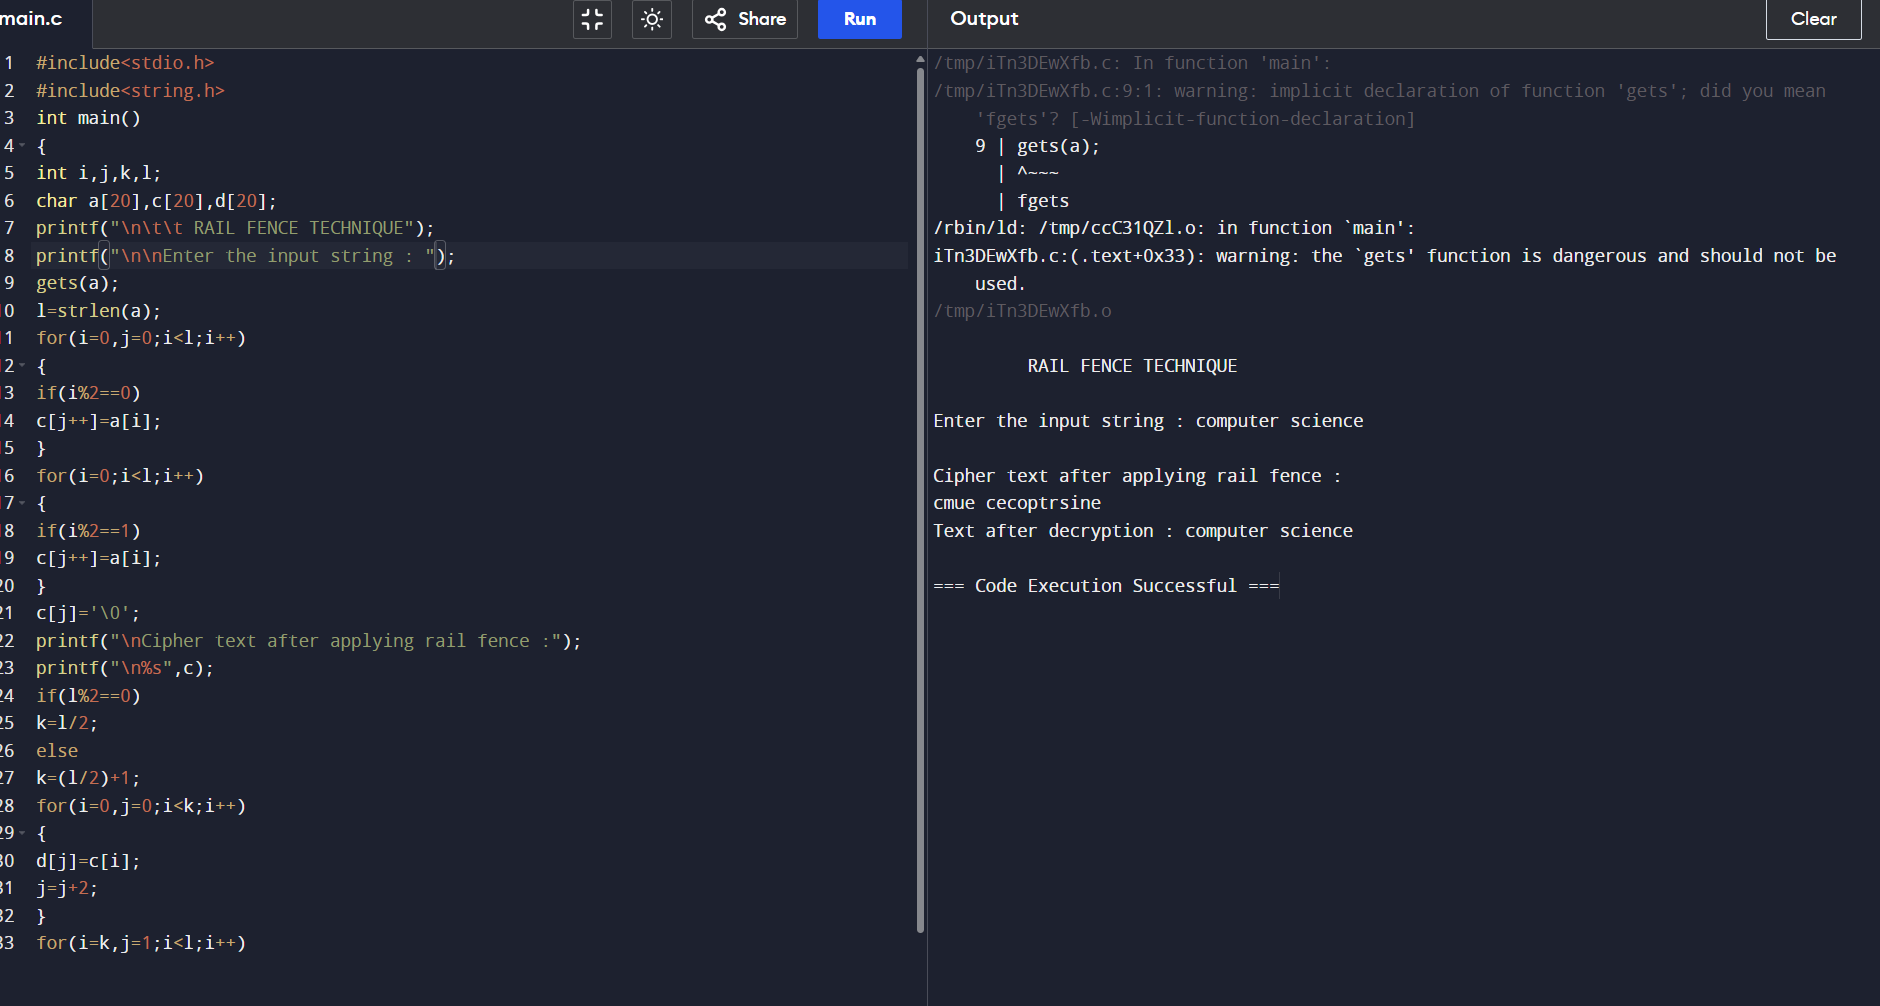 main.c
Share
Run
Output
Clear
1 #include<stdio.h>
2 #include<string.h>
3 int main()
4 {
5 int i,j,k,l;
6 char a[20],c[20],d[20];
7 printf("\n\t\t RAIL FENCE TECHNIQUE");
8 printf("\n\nEnter the input string : ");
9 gets(a);
10 l=strlen(a);
11 for(i=0,j=0;i<l;i++)
12 {
13 if(i%2==0)
14 c[j++]=a[i];
15 }
16 for(i=0;i<l;i++)
17 {
18 if(i%2==1)
19 c[j++]=a[i];
20 }
21 c[j]='\0';
22 printf("\nCipher text after applying rail fence :");
23 printf("\n%s",c);
24 if(l%2==0)
25 k=l/2;
26 else
27 k=(l/2)+1;
28 for(i=0,j=0;i<k;i++)
29 {
30 d[j]=c[i];
31 j=j+2;
32 }
33 for(i=k,j=1;i<l;i++)
/tmp/iTn3DEwXfb.c: In function 'main':
/tmp/iTn3DEwXfb.c:9:1: warning: implicit declaration of function 'gets'; did you mean
'fgets'? [-Wimplicit-function-declaration]
9 | gets(a);
| ^~~~
| fgets
/rbin/ld: /tmp/ccC31QZl.o: in function `main':
iTn3DEwXfb.c:(.text+0x33): warning: the `gets' function is dangerous and should not be
used.
/tmp/iTn3DEwXfb.o
RAIL FENCE TECHNIQUE
Enter the input string : computer science
Cipher text after applying rail fence :
cmue cecoptrsine
Text after decryption : computer science
=== Code Execution Successful ===